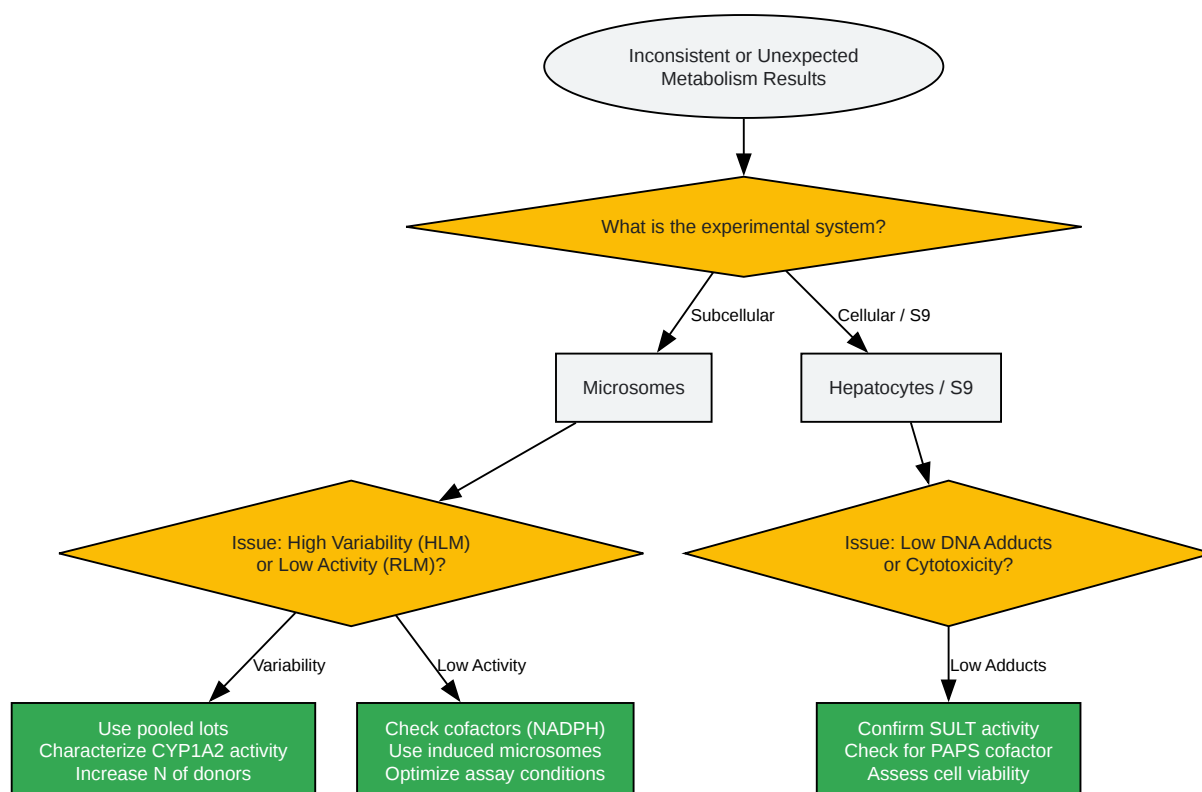 Inconsistent or Unexpected
Metabolism Results
What is the experimental system?
Subcellular
Cellular / S9
Microsomes
Hepatocytes / S9
Issue: High Variability (HLM)
or Low Activity (RLM)?
Issue: Low DNA Adducts
or Cytotoxicity?
Variability
Low Activity
Low Adducts
Use pooled lots
Characterize CYP1A2 activity
Increase N of donors
Check cofactors (NADPH)
Use induced microsomes
Optimize assay conditions
Confirm SULT activity
Check for PAPS cofactor
Assess cell viability